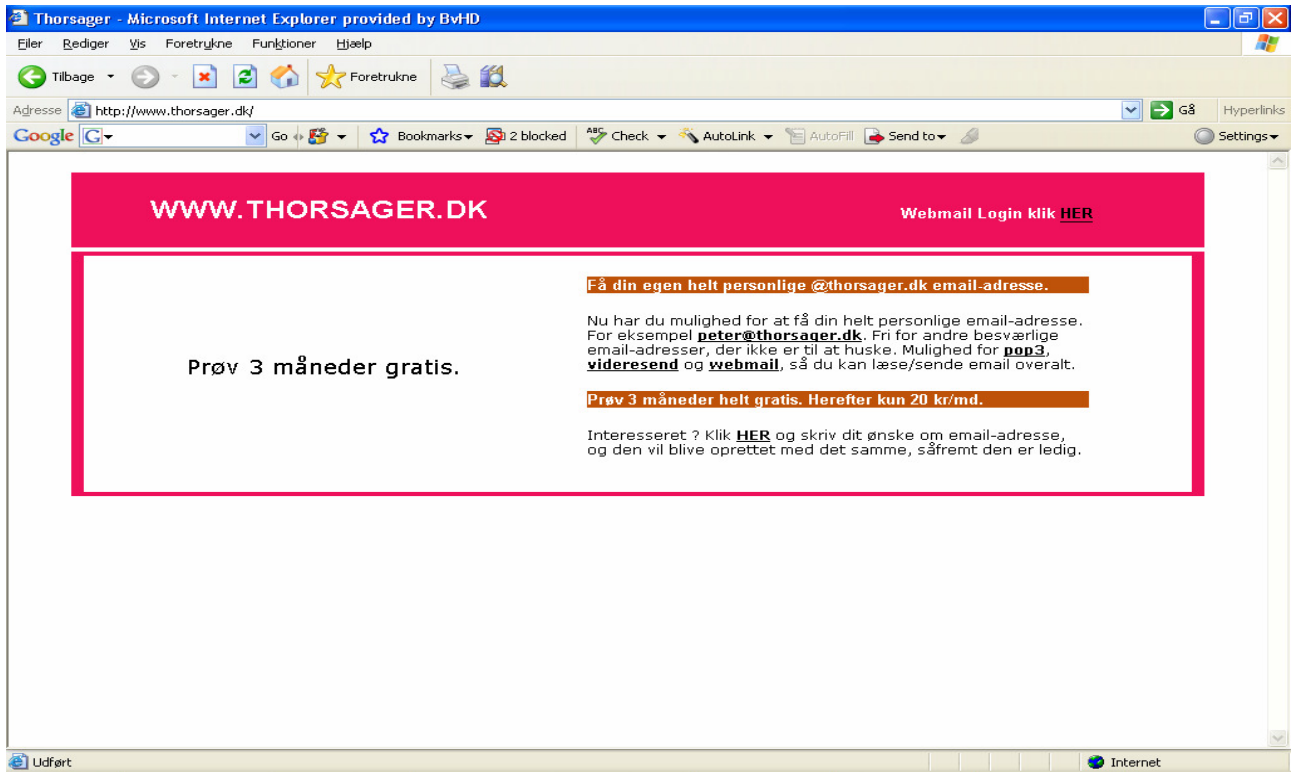 Thorsager - Microsoft Internet Explorer provided by BvHD
Filer Rediger Vis Foretrukne Funktioner Hjælp
Tilbage Foretrukne
Adresse http://www.thorsager.dk/ Gå Hyperlinks
Google G Go Bookmarks 2 blocked ABC Check AutoLink AutoFill Send to Settings
WWW.THORSAGER.DK
Webmail Login klik HER
Prøv 3 måneder gratis.
Få din egen helt personlige @thorsager.dk email-adresse.
Nu har du mulighed for at få din helt personlige email-adresse.
For eksempel peter@thorsager.dk. Fri for andre besværlige
email-adresser, der ikke er til at huske. Mulighed for pop3,
videresend og webmail, så du kan læse/sende email overalt.
Prøv 3 måneder helt gratis. Herefter kun 20 kr/md.
Interesseret ? Klik HER og skriv dit ønske om email-adresse,
og den vil blive oprettet med det samme, såfremt den er ledig.
Udført Internet